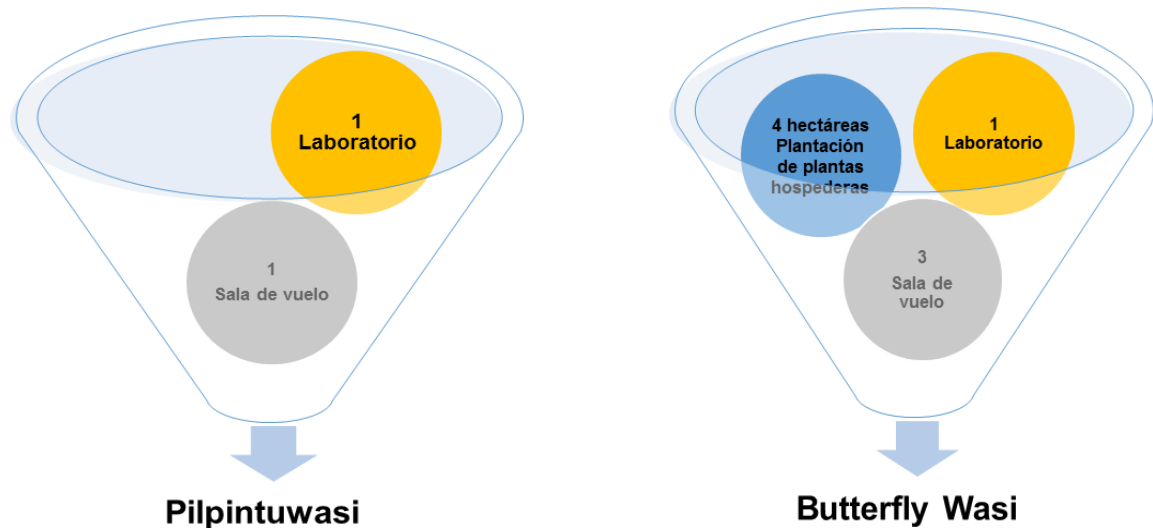 1
Laboratorio
1
Sala de vuelo
Pilpintuwasi
4 hectáreas
Plantación
de plantas
hospederas
1
Laboratorio
3
Sala de
vuelo
Butterfly Wasi